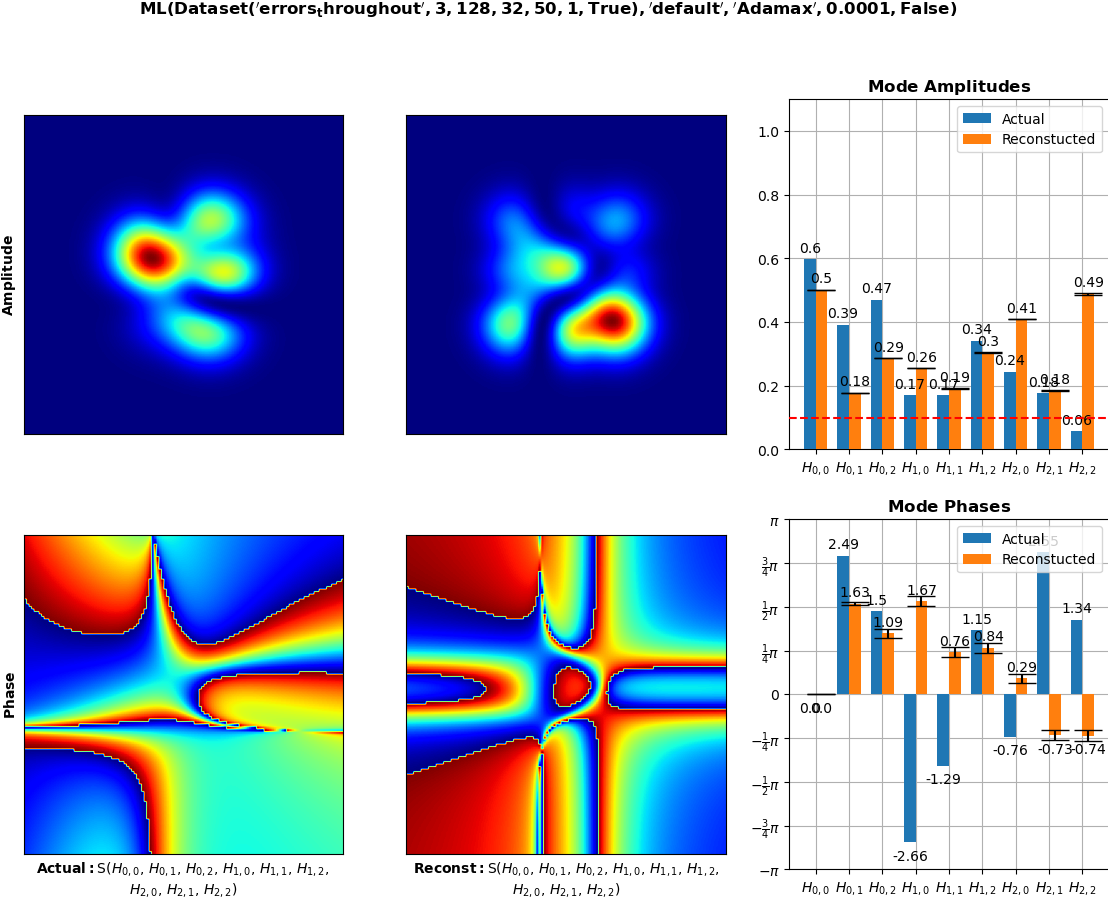 ML(Dataset('errors_throughout', 3, 128, 32, 50, 1, True), 'default', 'Adamax', 0.0001, False)
Amplitude
Mode Amplitudes
Actual
Reconstucted
1.0
0.8
0.6
0.4
0.2
0.0
0.6
0.5
0.39
0.18
0.47
0.29
0.17
0.26
0.17
0.19
0.34
0.3
0.24
0.41
0.18
0.18
0.06
0.49
H0,0 H0,1 H0,2 H1,0 H1,1 H1,2 H2,0 H2,1 H2,2
Phase
Mode Phases
Actual
Reconstucted
π
3/4π
1/2π
1/4π
0
−1/4π
−1/2π
−3/4π
−π
0.0
2.49
1.63
1.5
1.09
-2.66
1.67
-1.29
0.76
1.15
0.84
-0.76
0.29
-0.73
1.34
-0.74
H0,0 H0,1 H0,2 H1,0 H1,1 H1,2 H2,0 H2,1 H2,2
Actual: S(H0,0, H0,1, H0,2, H1,0, H1,1, H1,2,
H2,0, H2,1, H2,2)
Reconst: S(H0,0, H0,1, H0,2, H1,0, H1,1, H1,2,
H2,0, H2,1, H2,2)